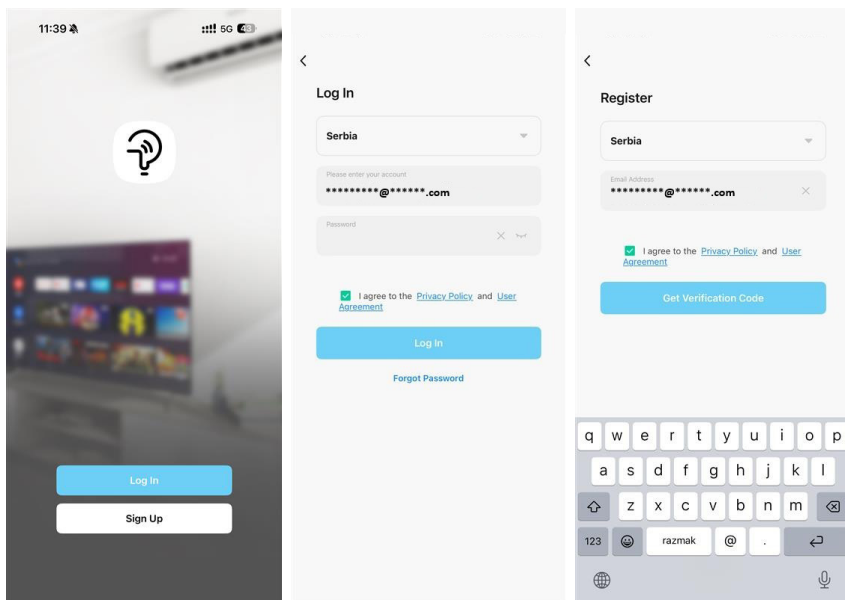 11:39
5G 43
Log In
Sign Up
Log In
Serbia
Please enter your account
*********@******.com
Password
I agree to the Privacy Policy and User
Agreement
Log In
Forgot Password
Register
Serbia
Email Address
*********@******.com
I agree to the Privacy Policy and User
Agreement
Get Verification Code
q w e r t y u i o p
a s d f g h j k l
z x c v b n m
123 razmak @ .